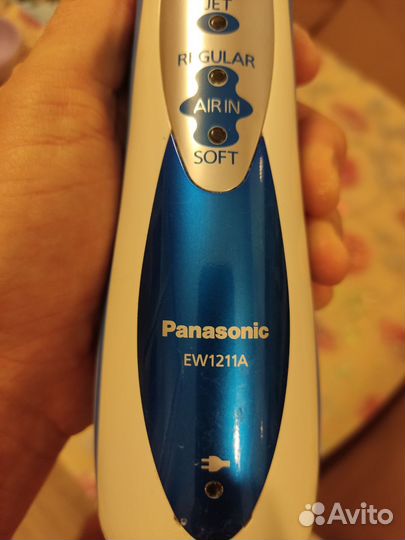 JET
REGULAR
AIR IN
SOFT
Panasonic
EW1211A
Avito